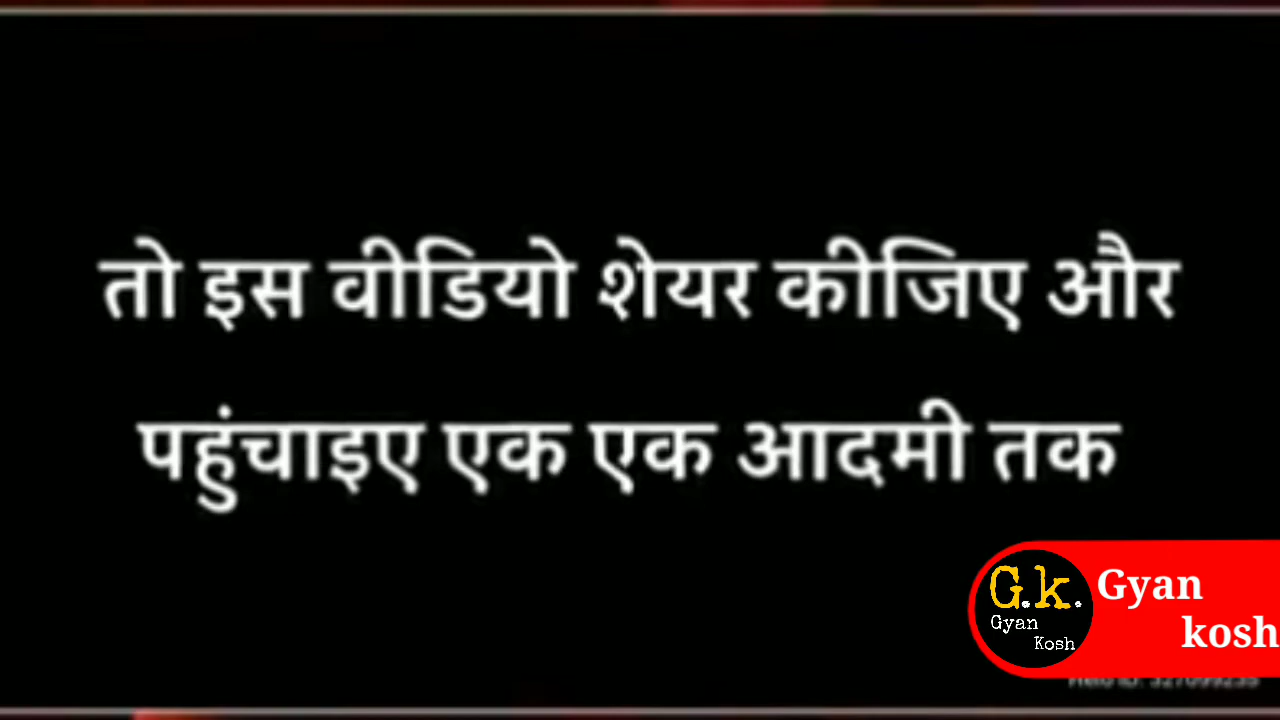 तो इस वीडियो शेयर कीजिए और
पहुंचाइए एक एक आदमी तक
G.k.
Gyan
Kosh
Gyan
kosh